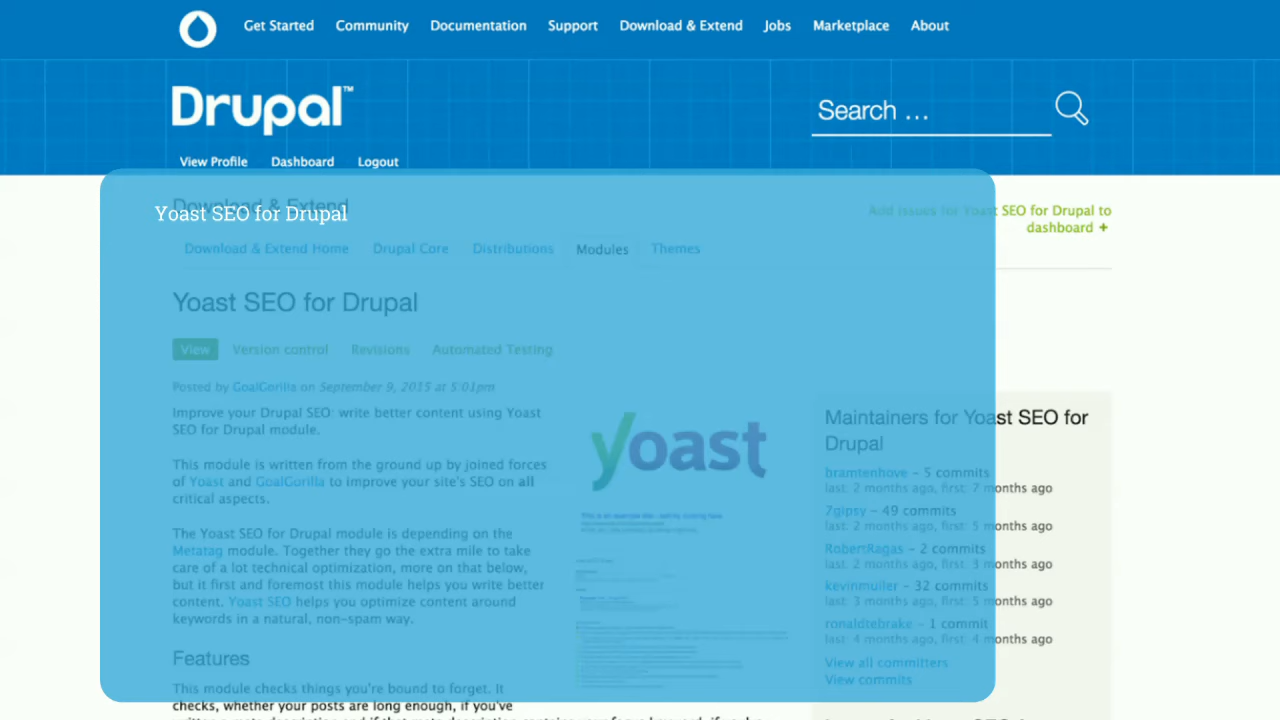 Get Started Community Documentation Support Download & Extend Jobs Marketplace About
Drupal™
Search ...
View Profile Dashboard Logout
Download & Extend
Yoast SEO for Drupal
Add issues for Yoast SEO for Drupal to
dashboard +
Download & Extend Home Drupal Core Distributions Modules Themes
Yoast SEO for Drupal
View Version control Revisions Automated Testing
Posted by GoalGorilla on September 9, 2015 at 5:01pm
Improve your Drupal SEO: write better content using Yoast
SEO for Drupal module.
This module is written from the ground up by joined forces
of Yoast and GoalGorilla to improve your site's SEO on all
critical aspects.
The Yoast SEO for Drupal module is depending on the
Metatag module. Together they go the extra mile to take
care of a lot technical optimization, more on that below,
but it first and foremost this module helps you write better
content. Yoast SEO helps you optimize content around
keywords in a natural, non-spam way.
Features
This module checks things you're bound to forget. It
checks, whether your posts are long enough, if you've
yoast
Maintainers for Yoast SEO for
Drupal
bramtenhove - 5 commits
last: 2 months ago, first: 7 months ago
7gipsy - 49 commits
last: 2 months ago, first: 5 months ago
RobertRagas - 2 commits
last: 2 months ago, first: 3 months ago
kevinmuller - 32 commits
last: 3 months ago, first: 5 months ago
ronaldtebrake - 1 commit
last: 4 months ago, first: 4 months ago
View all committers
View commits